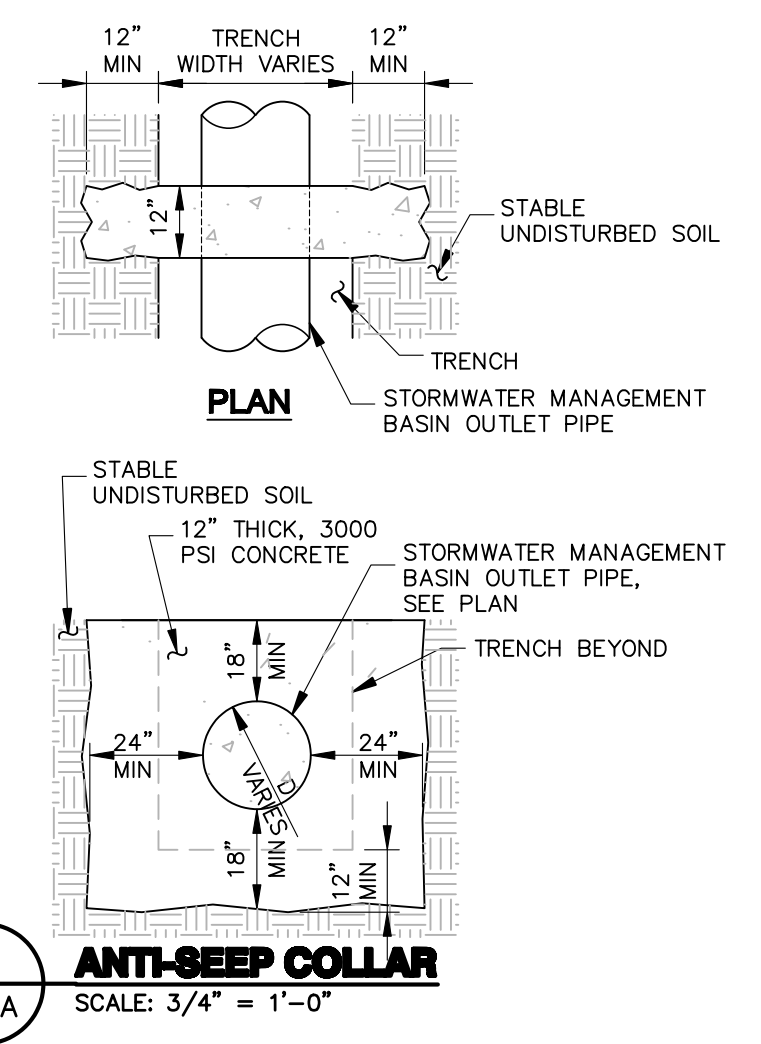 12" TRENCH 12"
MIN WIDTH VARIES MIN
12"
STABLE
UNDISTURBED SOIL
TRENCH
PLAN
STORMWATER MANAGEMENT
BASIN OUTLET PIPE
STABLE
UNDISTURBED SOIL
12" THICK, 3000
PSI CONCRETE
STORMWATER MANAGEMENT
BASIN OUTLET PIPE,
SEE PLAN
TRENCH BEYOND
18"
MIN
24"
MIN
24"
MIN
D
VARIES
18"
MIN
12"
MIN
ANTI-SEEP COLLAR
A
SCALE: 3/4" = 1'-0"